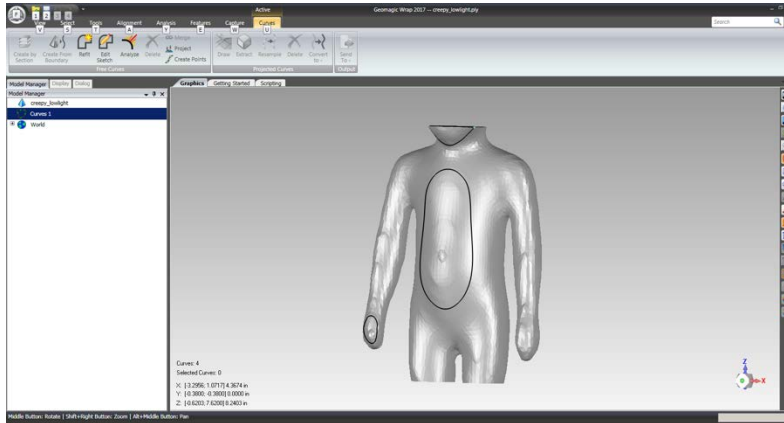 Active
Geomagic Wrap 2017 -- creepy_lowlight.ply
View Select Tools Alignment Analysis Features Capture Curves
Search
V S T A Y E W U
Create by Section
Create From Boundary
Refit
Edit Sketch
Analyze
Delete
Merge
Project
Create Points
Draw
Extract
Resample
Delete
Convert to
Send To
Free Curves
Projected Curves
Output
Model Manager Display Dialog
Graphics Getting Started Scripting
Model Manager
creepy_lowlight
Curves 1
World
Curves: 4
Selected Curves: 0
X: [-3.2956; 1.0717] 4.3674 in
Y: [-0.3800; -0.3800] 0.0000 in
Z: [-0.6203; 7.6200] 8.2403 in
Z
X
Middle Button: Rotate | Shift+Right Button: Zoom | Alt+Middle Button: Pan